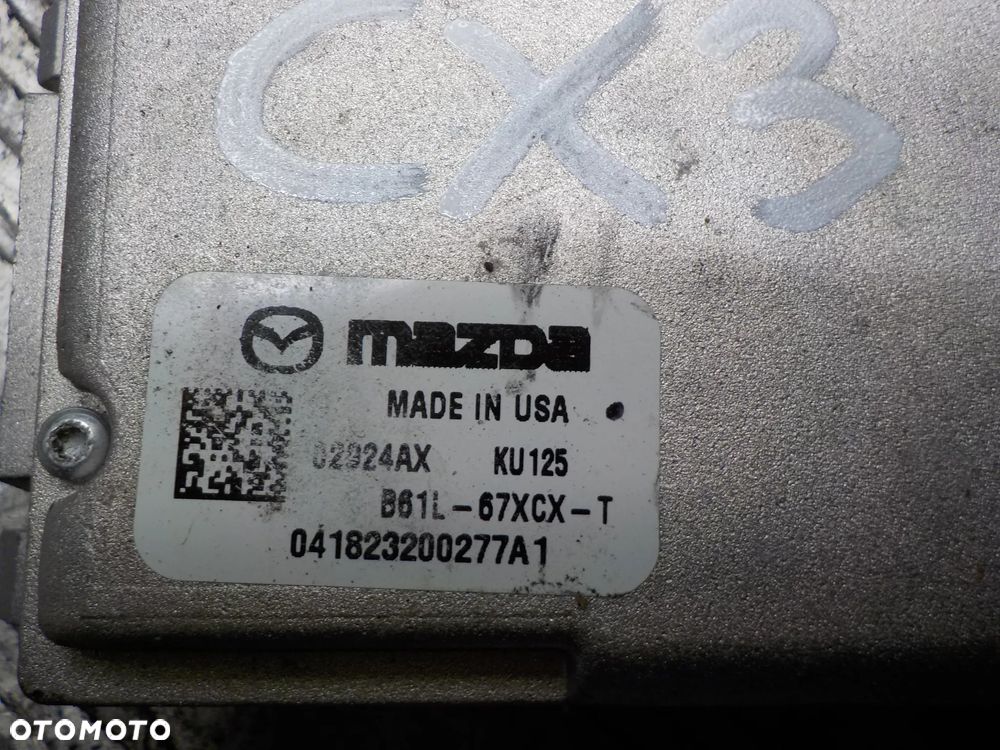 CX3
mazda
MADE IN USA
02924AX KU125
B61L-67XCX-T
041823200277A1
OTOMOTO